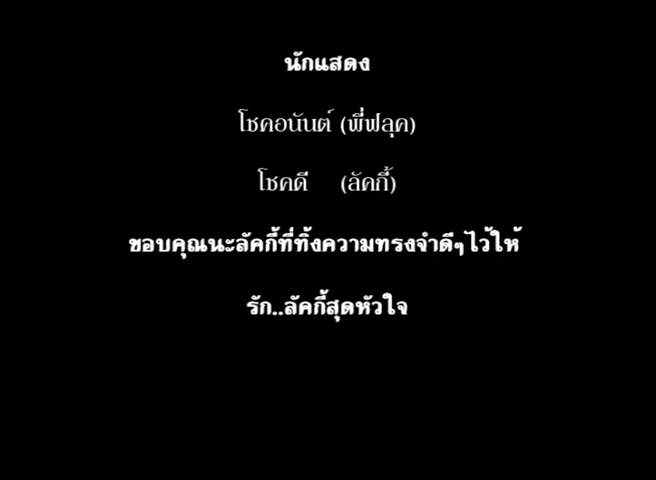 นักแสดง
โชคอนันต์ (พี่ฟลุค)
โชคดี (ลัคกี้)
ขอบคุณนะลัคกี้ที่ทิ้งความทรงจำดีๆไว้ให้
รัก..ลัคกี้สุดหัวใจ